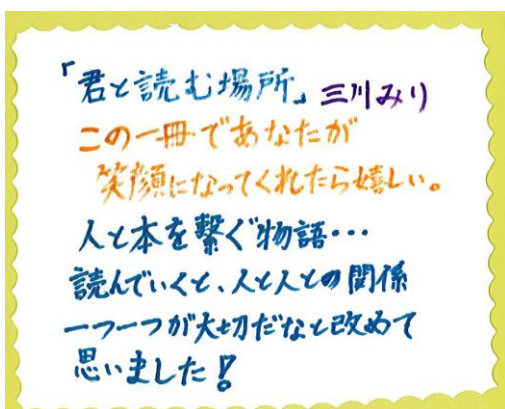 「君と読む場所」三川みり
この一冊であなたが
笑顔になってくれたら嬉しい。
人と本を繋ぐ物語・・・
読んでいくと、人と人との関係
一つ一つが大切だなと改めて
思いました!